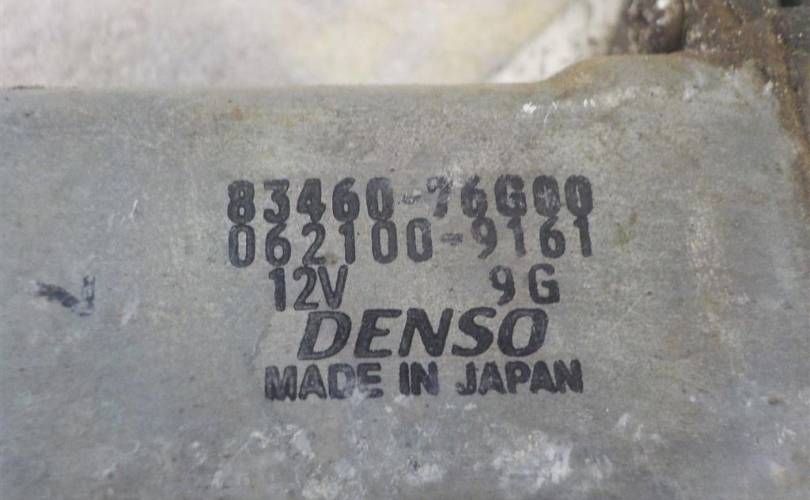 83460-76G00
062100-9161
12V 9G
DENSO
MADE IN JAPAN